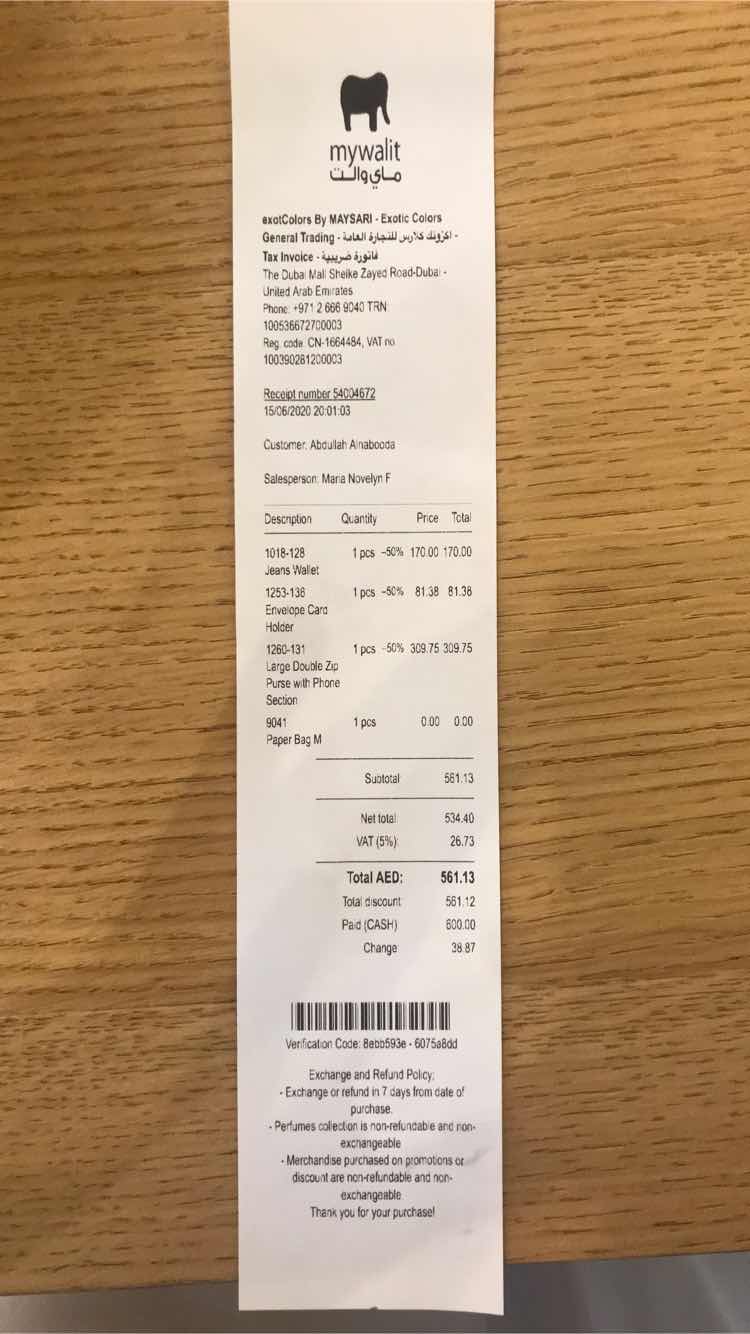 mywalit
ماي والت
exotColors By MAYSARI - Exotic Colors
General Trading - اكزوتك كلارس للتجارة العامة -
Tax Invoice - فاتورة ضريبية
The Dubai Mall Sheike Zayed Road-Dubai -
United Arab Emirates
Phone: +971 2 666 9040 TRN
100536672700003
Reg. code: CN-1664484, VAT no
100390281200003
Receipt number 54004672
15/06/2020 20:01:03
Customer: Abdullah Alnabooda
Salesperson: Maria Novelyn F
Description Quantity Price Total
1018-128 1 pcs -50% 170.00 170.00
Jeans Wallet
1253-136 1 pcs -50% 81.38 81.38
Envelope Card
Holder
1260-131 1 pcs -50% 309.75 309.75
Large Double Zip
Purse with Phone
Section
9041 1 pcs 0.00 0.00
Paper Bag M
Subtotal 561.13
Net total 534.40
VAT (5%): 26.73
Total AED: 561.13
Total discount 561.12
Paid (CASH) 600.00
Change 38.87
Verification Code: 8ebb593e - 6075a8dd
Exchange and Refund Policy:
- Exchange or refund in 7 days from date of
purchase.
- Perfumes collection is non-refundable and non-
exchangeable
- Merchandise purchased on promotions or
discount are non-refundable and non-
exchangeable.
Thank you for your purchase!